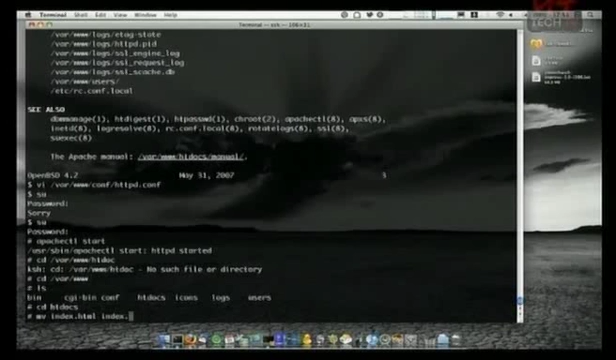 Terminal Shell Edit View Window Help
Terminal — ssh — 106×31
/var/www/logs/etag-state
/var/www/logs/httpd.pid
/var/www/logs/ssl_engine_log
/var/www/logs/ssl_request_log
/var/www/logs/ssl_scache.db
/var/www/users/
/etc/rc.conf.local
SEE ALSO
dbmmanage(1), htdigest(1), htpasswd(1), chroot(2), apachectl(8), apxs(8),
inetd(8), logresolve(8), rc.conf.local(8), rotatelogs(8), ssl(8),
suexec(8)
The Apache manual: /var/www/htdocs/manual/.
OpenBSD 4.2 May 31, 2007 3
$ vi /var/www/conf/httpd.conf
$ su
Password:
Sorry
$ su
Password:
# apachectl start
/usr/sbin/apachectl start: httpd started
# cd /var/www/htdoc
ksh: cd: /var/www/htdoc - No such file or directory
# cd /var/www
# ls
bin cgi-bin conf htdocs icons logs users
# cd htdocs
# mv index.html index.
TECH